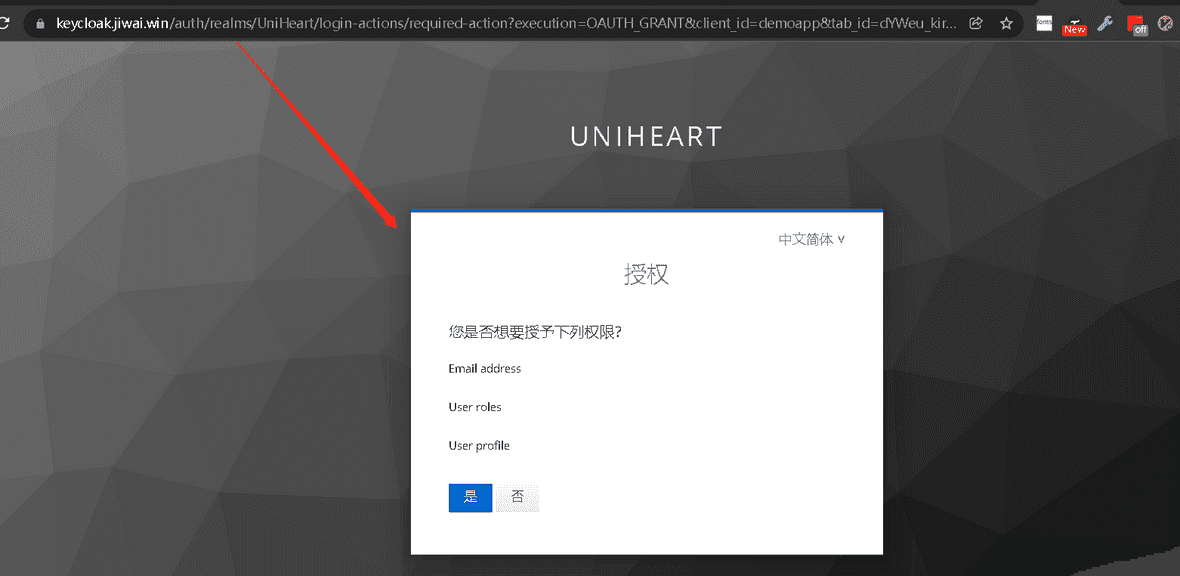 keycloak.jiwai.win/auth/realms/UniHeart/login-actions/required-action?execution=OAUTH_GRANT&client_id=demoapp&tab_id=dYWeu_kir...
fonts
New
off
UNIHEART
中文简体
授权
您是否想要授予下列权限?
Email address
User roles
User profile
是 否